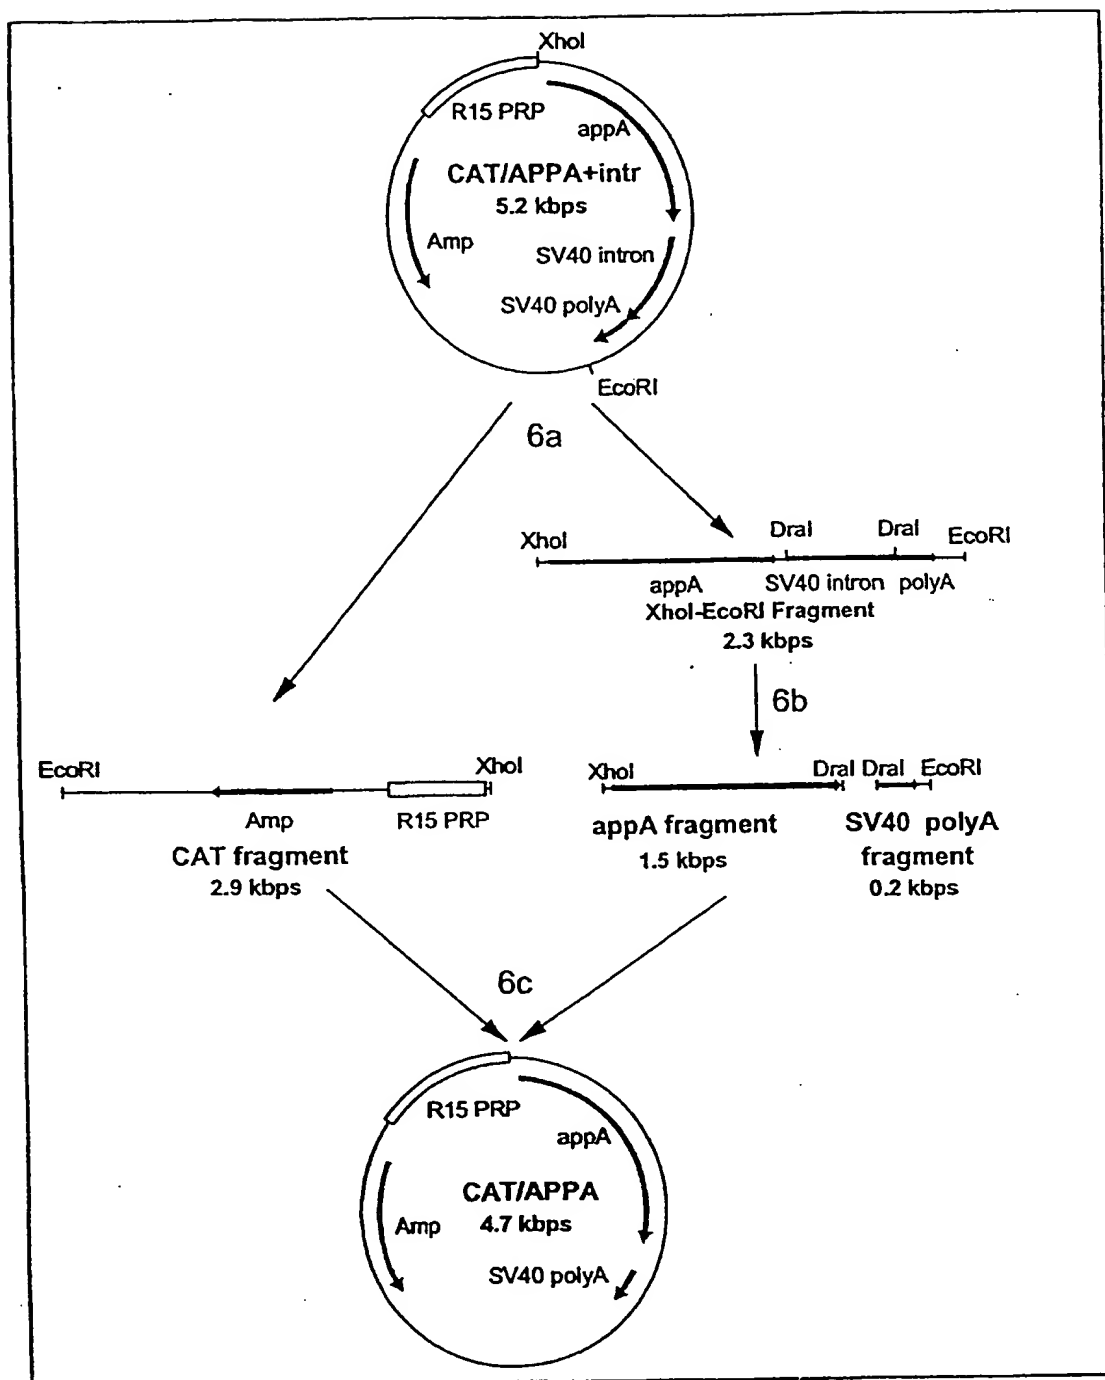 XhoI
R15 PRP
appA
CAT/APPA+intr
5.2 kbps
Amp
SV40 intron
SV40 polyA
EcoRI
6a
XhoI
DraI
DraI
EcoRI
appA
SV40 intron polyA
XhoI-EcoRI Fragment
2.3 kbps
6b
EcoRI
XhoI
Amp
R15 PRP
CAT fragment
2.9 kbps
XhoI
DraI
DraI
EcoRI
appA fragment
1.5 kbps
SV40 polyA
fragment
0.2 kbps
6c
R15 PRP
appA
CAT/APPA
4.7 kbps
Amp
SV40 polyA